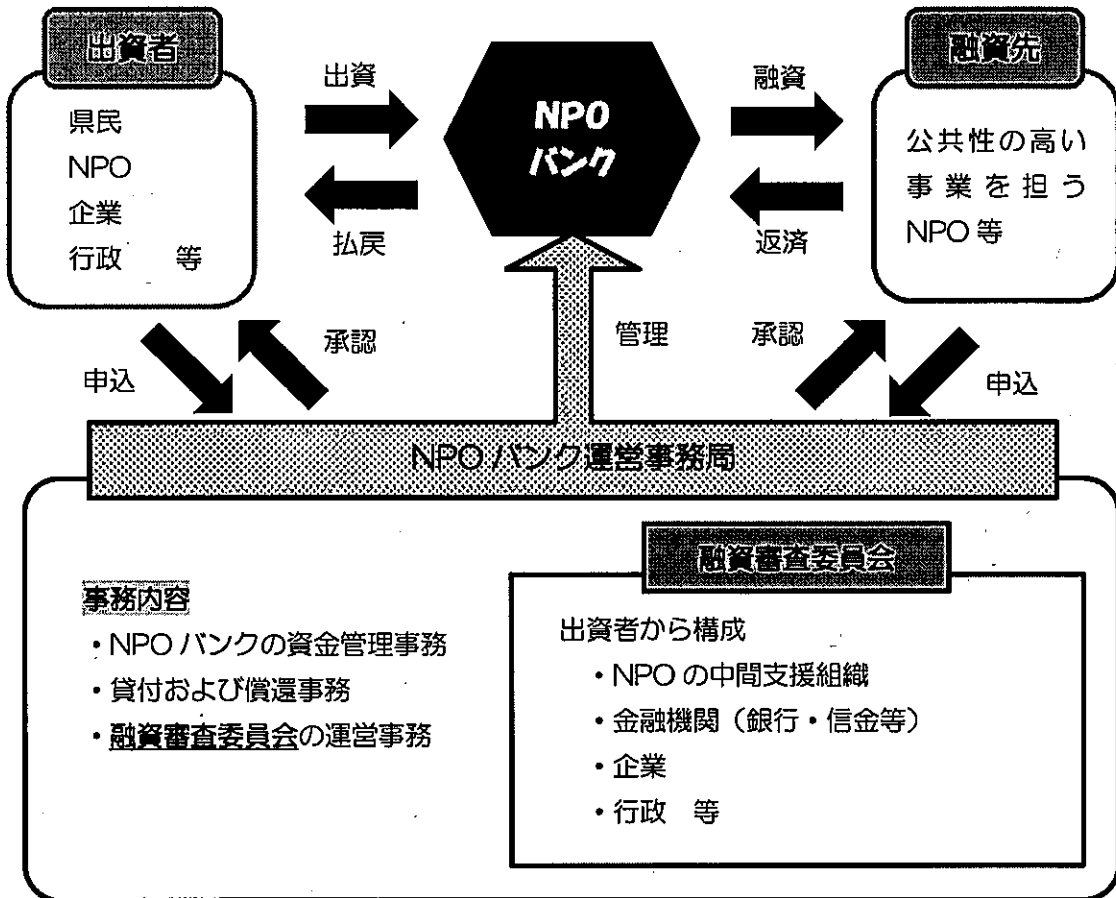 出資者
県民
NPO
企業
行政　等
出資
払戻
NPO
バンク
融資
返済
融資先
公共性の高い
事業を担う
NPO等
申込
承認
管理
承認
申込
NPOバンク運営事務局
事務内容
・NPOバンクの資金管理事務
・貸付および償還事務
・融資審査委員会の運営事務
融資審査委員会
出資者から構成
・NPOの中間支援組織
・金融機関（銀行・信金等）
・企業
・行政　等